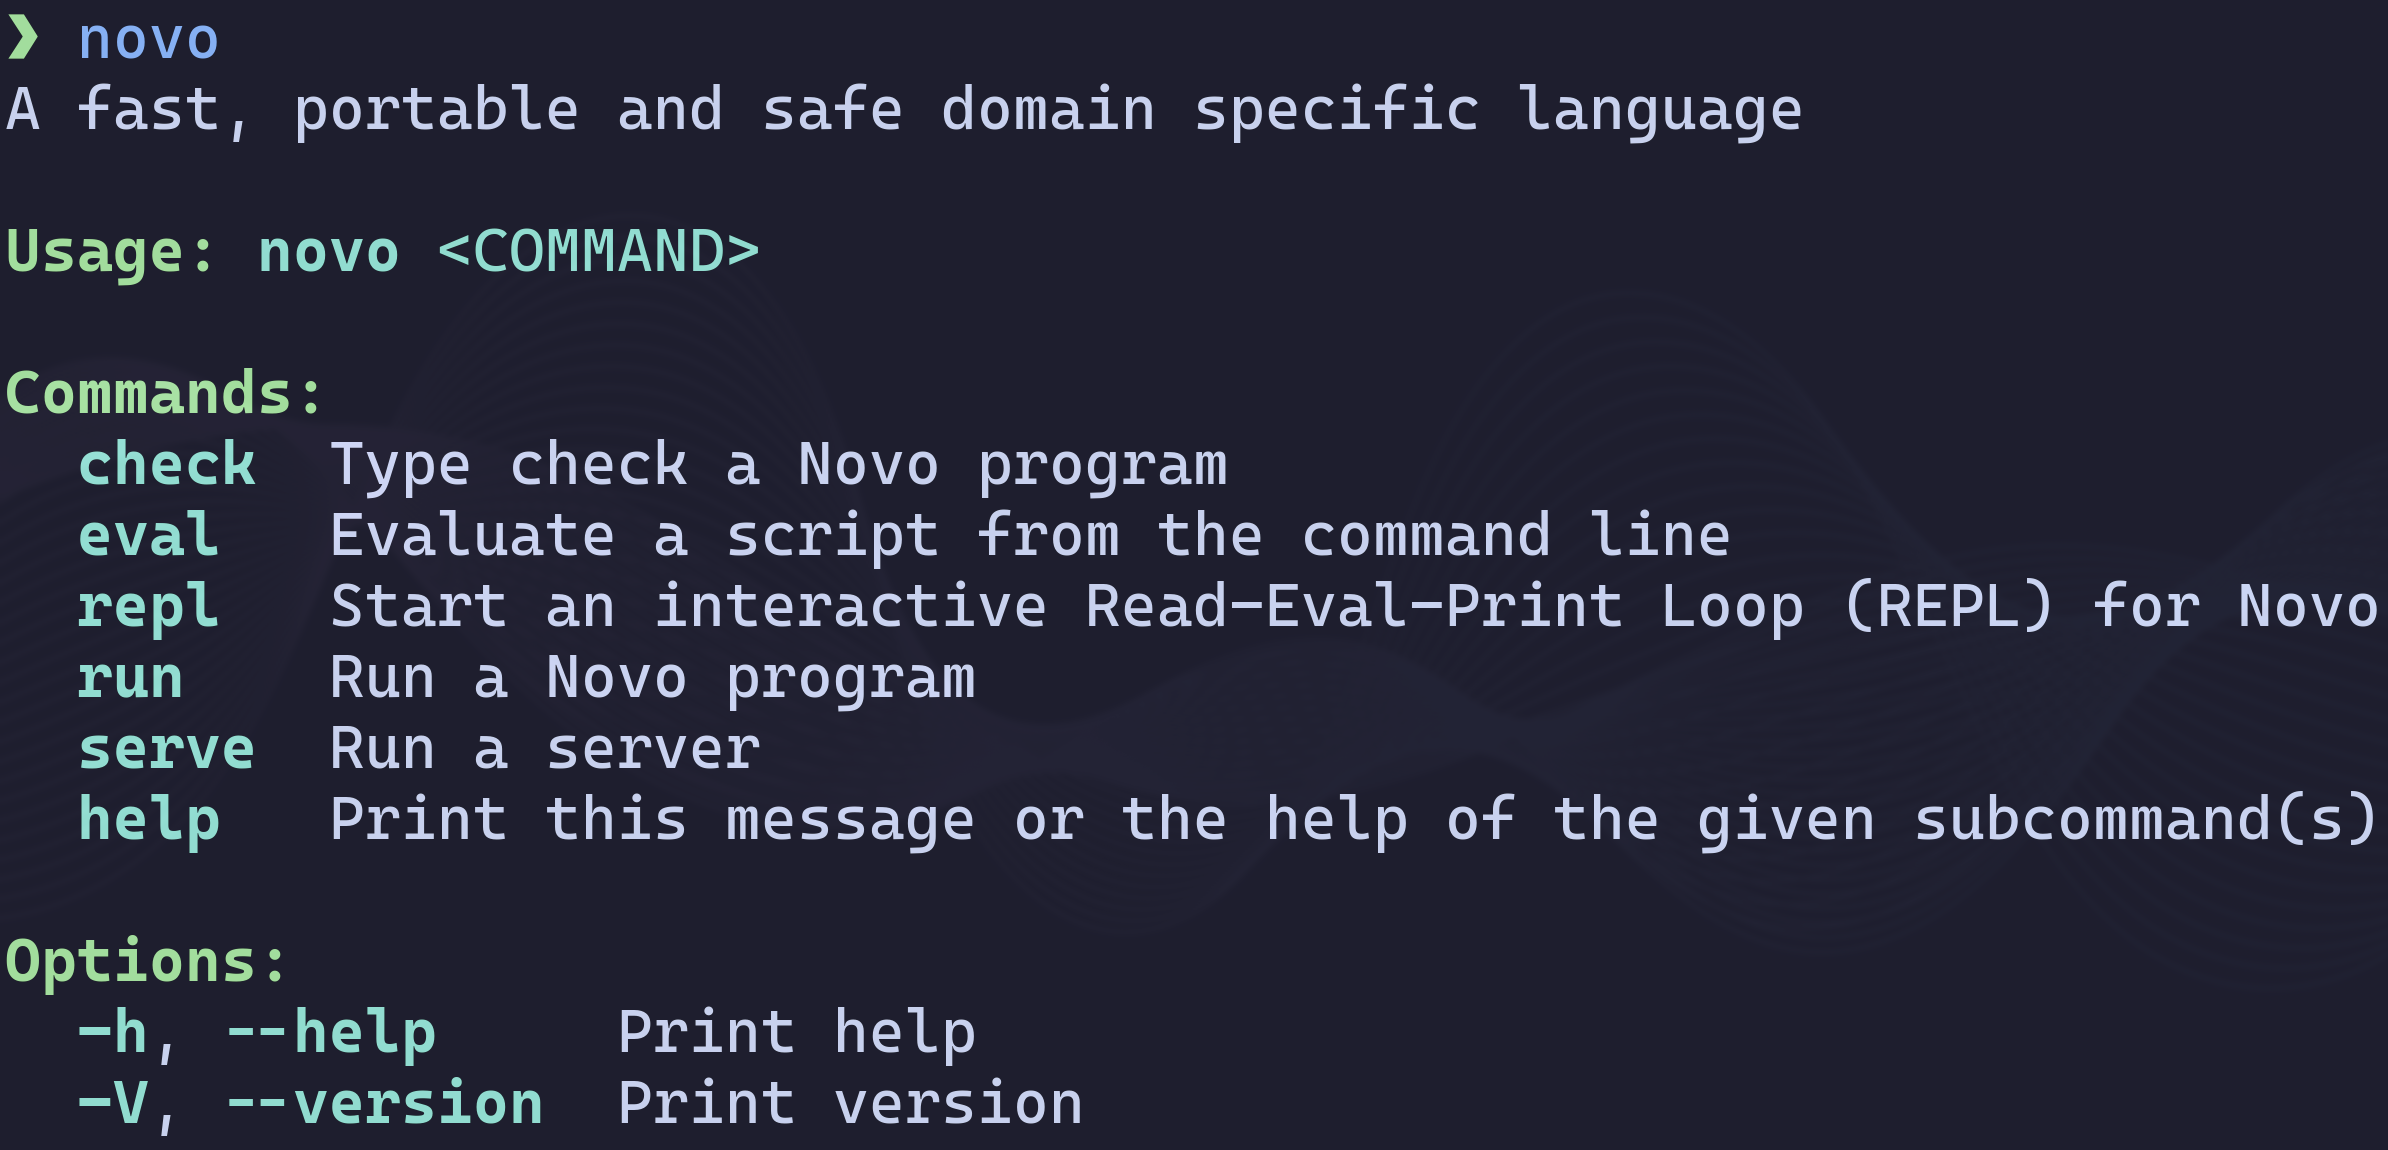 ❯ novo
A fast, portable and safe domain specific language
Usage: novo <COMMAND>
Commands:
check  Type check a Novo program
eval   Evaluate a script from the command line
repl   Start an interactive Read-Eval-Print Loop (REPL) for Novo
run    Run a Novo program
serve  Run a server
help   Print this message or the help of the given subcommand(s)
Options:
-h, --help     Print help
-V, --version  Print version